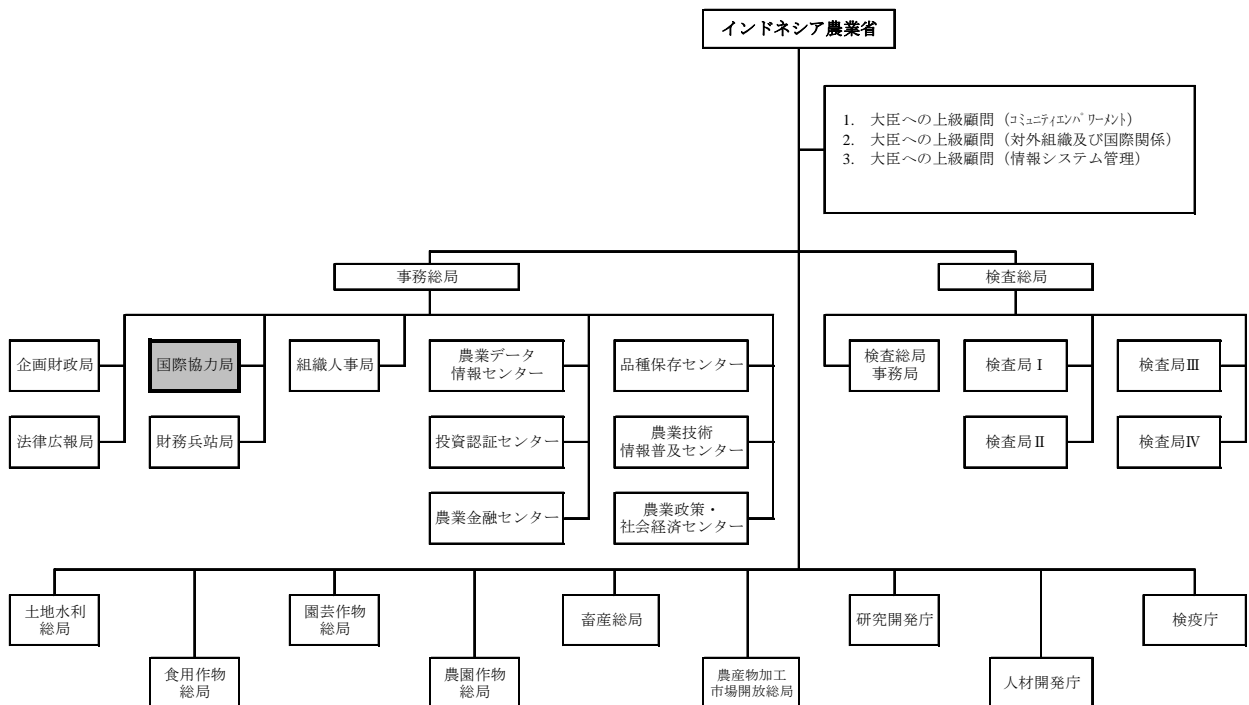 インドネシア農業省
1. 大臣への上級顧問（ｺﾐｭﾆﾃｨｴﾝﾊﾟﾜｰﾒﾝﾄ）
2. 大臣への上級顧問（対外組織及び国際関係）
3. 大臣への上級顧問（情報システム管理）
事務総局
検査総局
企画財政局
国際協力局
組織人事局
農業データ
情報センター
品種保存センター
検査総局
事務局
検査局Ⅰ
検査局Ⅲ
法律広報局
財務兵站局
投資認証センター
農業技術
情報普及センター
検査局Ⅱ
検査局Ⅳ
農業金融センター
農業政策・
社会経済センター
土地水利
総局
園芸作物
総局
畜産総局
研究開発庁
検疫庁
食用作物
総局
農園作物
総局
農産物加工
市場開放総局
人材開発庁